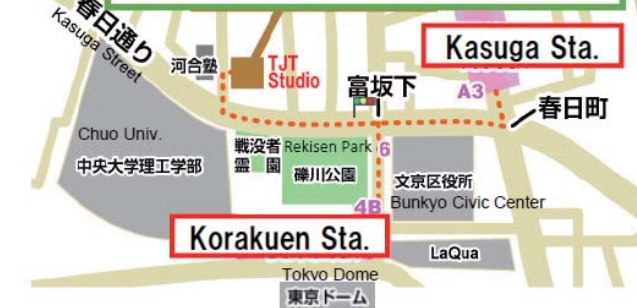 春日通り
Kasuga Street
河合塾
TJT
Studio
富坂下
Kasuga Sta.
A3
春日町
Chuo Univ.
中央大学理工学部
戦没者
霊園
Rekisen Park
礫川公園
6
4B
文京区役所
Bunkyo Civic Center
Korakuen Sta.
LaQua
Tokyo Dome
東京ドーム